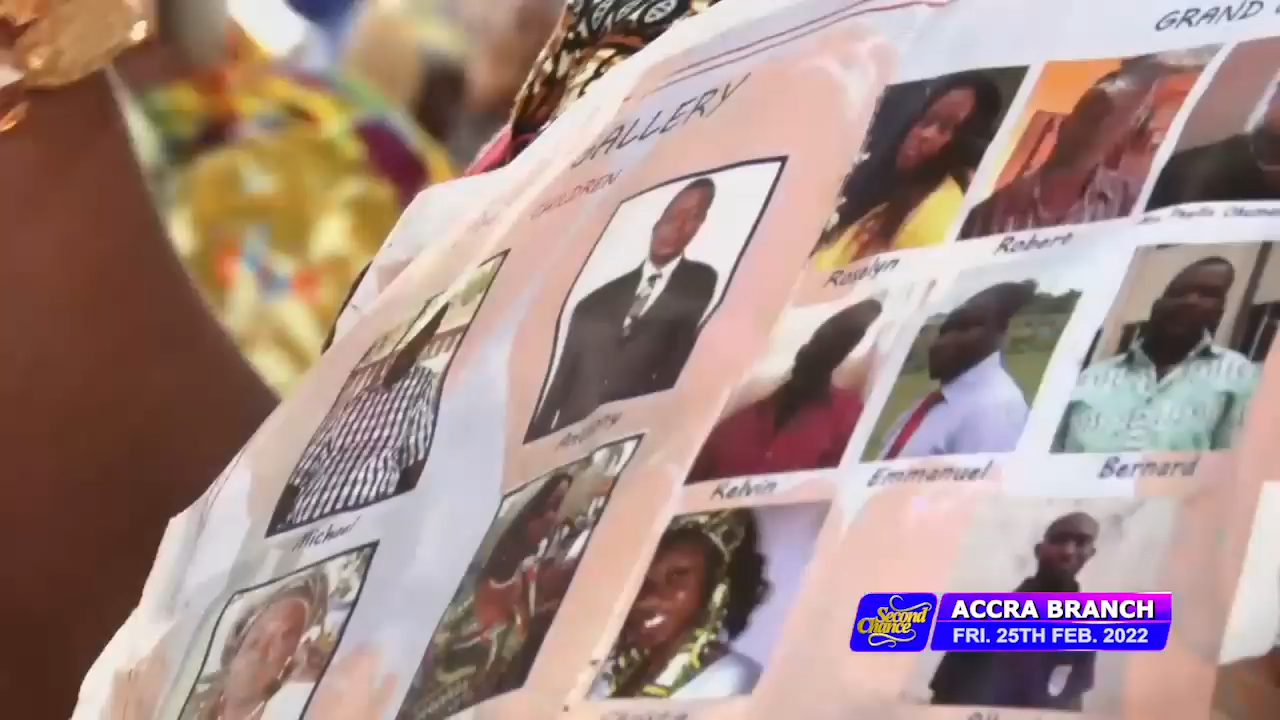 GALLERY
CHILDREN
GRAND
Roselyn
Robert
Michael
Kelvin
Emmanuel
Bernard
Second
Chance
ACCRA BRANCH
FRI. 25TH FEB. 2022